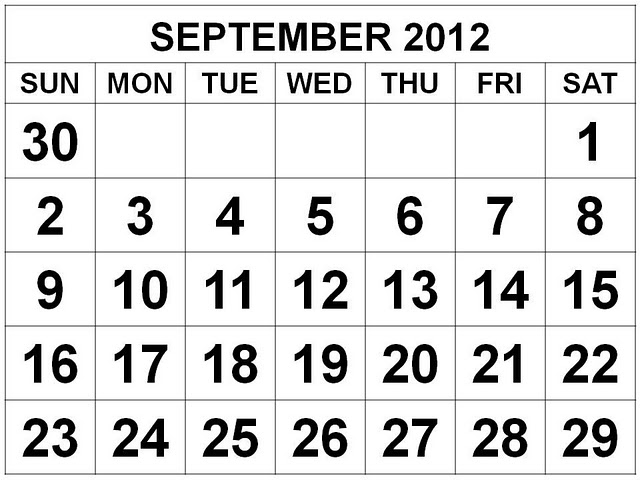 SEPTEMBER 2012
SUN MON TUE WED THU FRI SAT
30 1
2 3 4 5 6 7 8
9 10 11 12 13 14 15
16 17 18 19 20 21 22
23 24 25 26 27 28 29